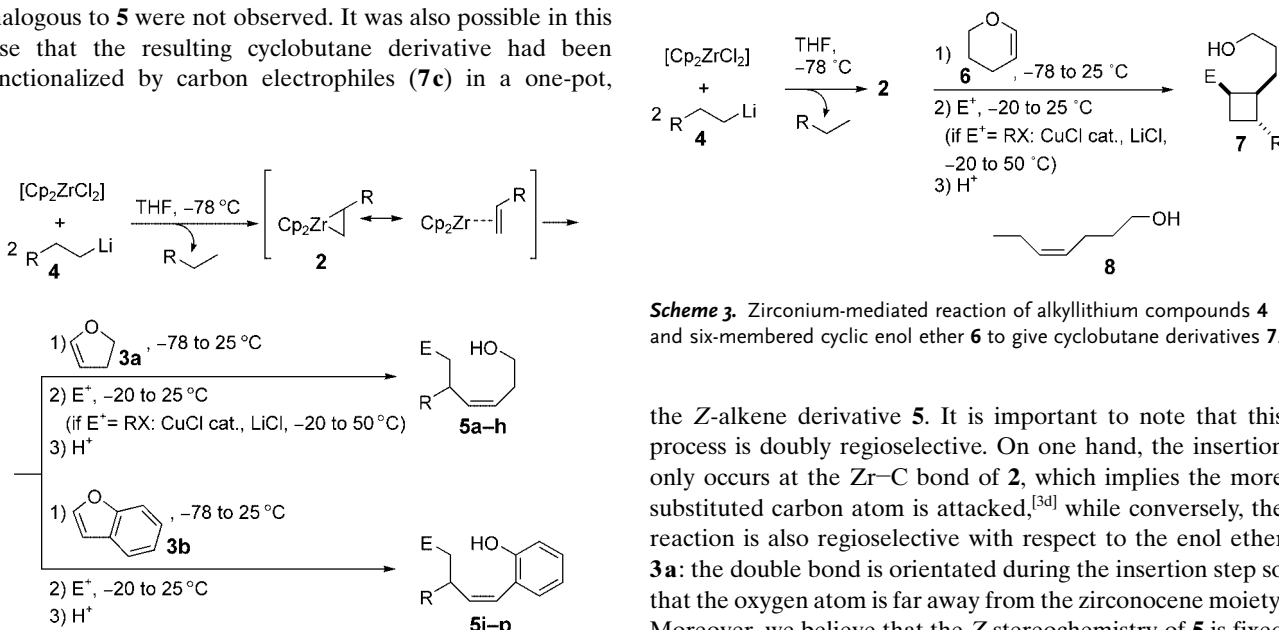 nalogous to 5 were not observed. It was also possible in this
se that the resulting cyclobutane derivative had been
nctionalized by carbon electrophiles (7c) in a one-pot,
[Cp2ZrCl2]
+
2 R Li
4
THF, −78 °C
R
Cp2Zr
R
2
Cp2Zr
R
1) O 3a , −78 to 25 °C
2) E+, −20 to 25 °C
(if E+= RX: CuCl cat., LiCl, −20 to 50 °C)
3) H+
E HO
R
5a–h
1) O , −78 to 25 °C
3b
2) E+, −20 to 25 °C
3) H+
E HO
R
5i–p
[Cp2ZrCl2]
+
2 R Li
4
THF,
−78 °C
R
2
O
1) 6 , −78 to 25 °C
2) E+, −20 to 25 °C
(if E+= RX: CuCl cat., LiCl,
−20 to 50 °C)
3) H+
HO
E
R
7
OH
8
Scheme 3. Zirconium-mediated reaction of alkyllithium compounds 4
and six-membered cyclic enol ether 6 to give cyclobutane derivatives 7.
the Z-alkene derivative 5. It is important to note that this
process is doubly regioselective. On one hand, the insertion
only occurs at the Zr−C bond of 2, which implies the more
substituted carbon atom is attacked,[3d] while conversely, the
reaction is also regioselective with respect to the enol ether
3a: the double bond is orientated during the insertion step so
that the oxygen atom is far away from the zirconocene moiety.
Moreover, we believe that the Z stereochemistry of 5 is fixed